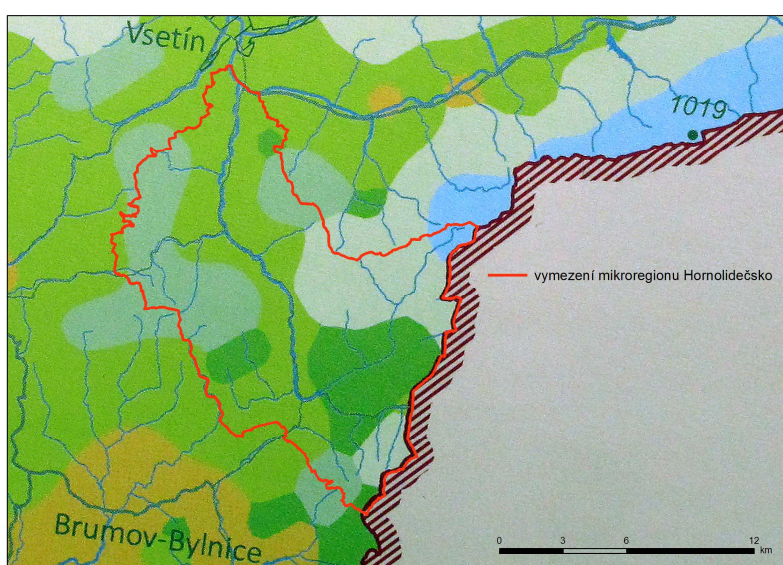 Vsetín
1019
vymezení mikroregionu Hornolidečsko
Brumov-Bylnice
0 3 6 12
km